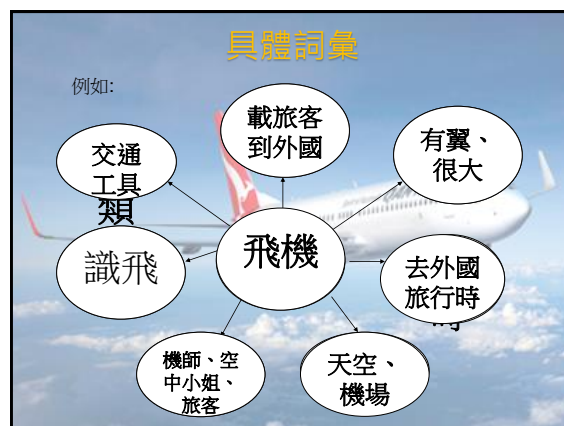 具體詞彙
例如:
載旅客
到外國
交通
工具
類
有翼、
很大
識飛
飛機
去外國
旅行時
機師、空
中小姐、
旅客
天空、
機場